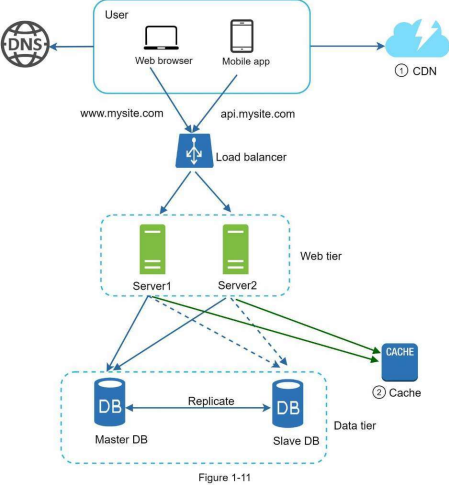 User
DNS
Web browser
Mobile app
1 CDN
www.mysite.com
api.mysite.com
Load balancer
Server1
Server2
Web tier
CACHE
2 Cache
DB
Replicate
DB
Master DB
Slave DB
Data tier
Figure 1-11